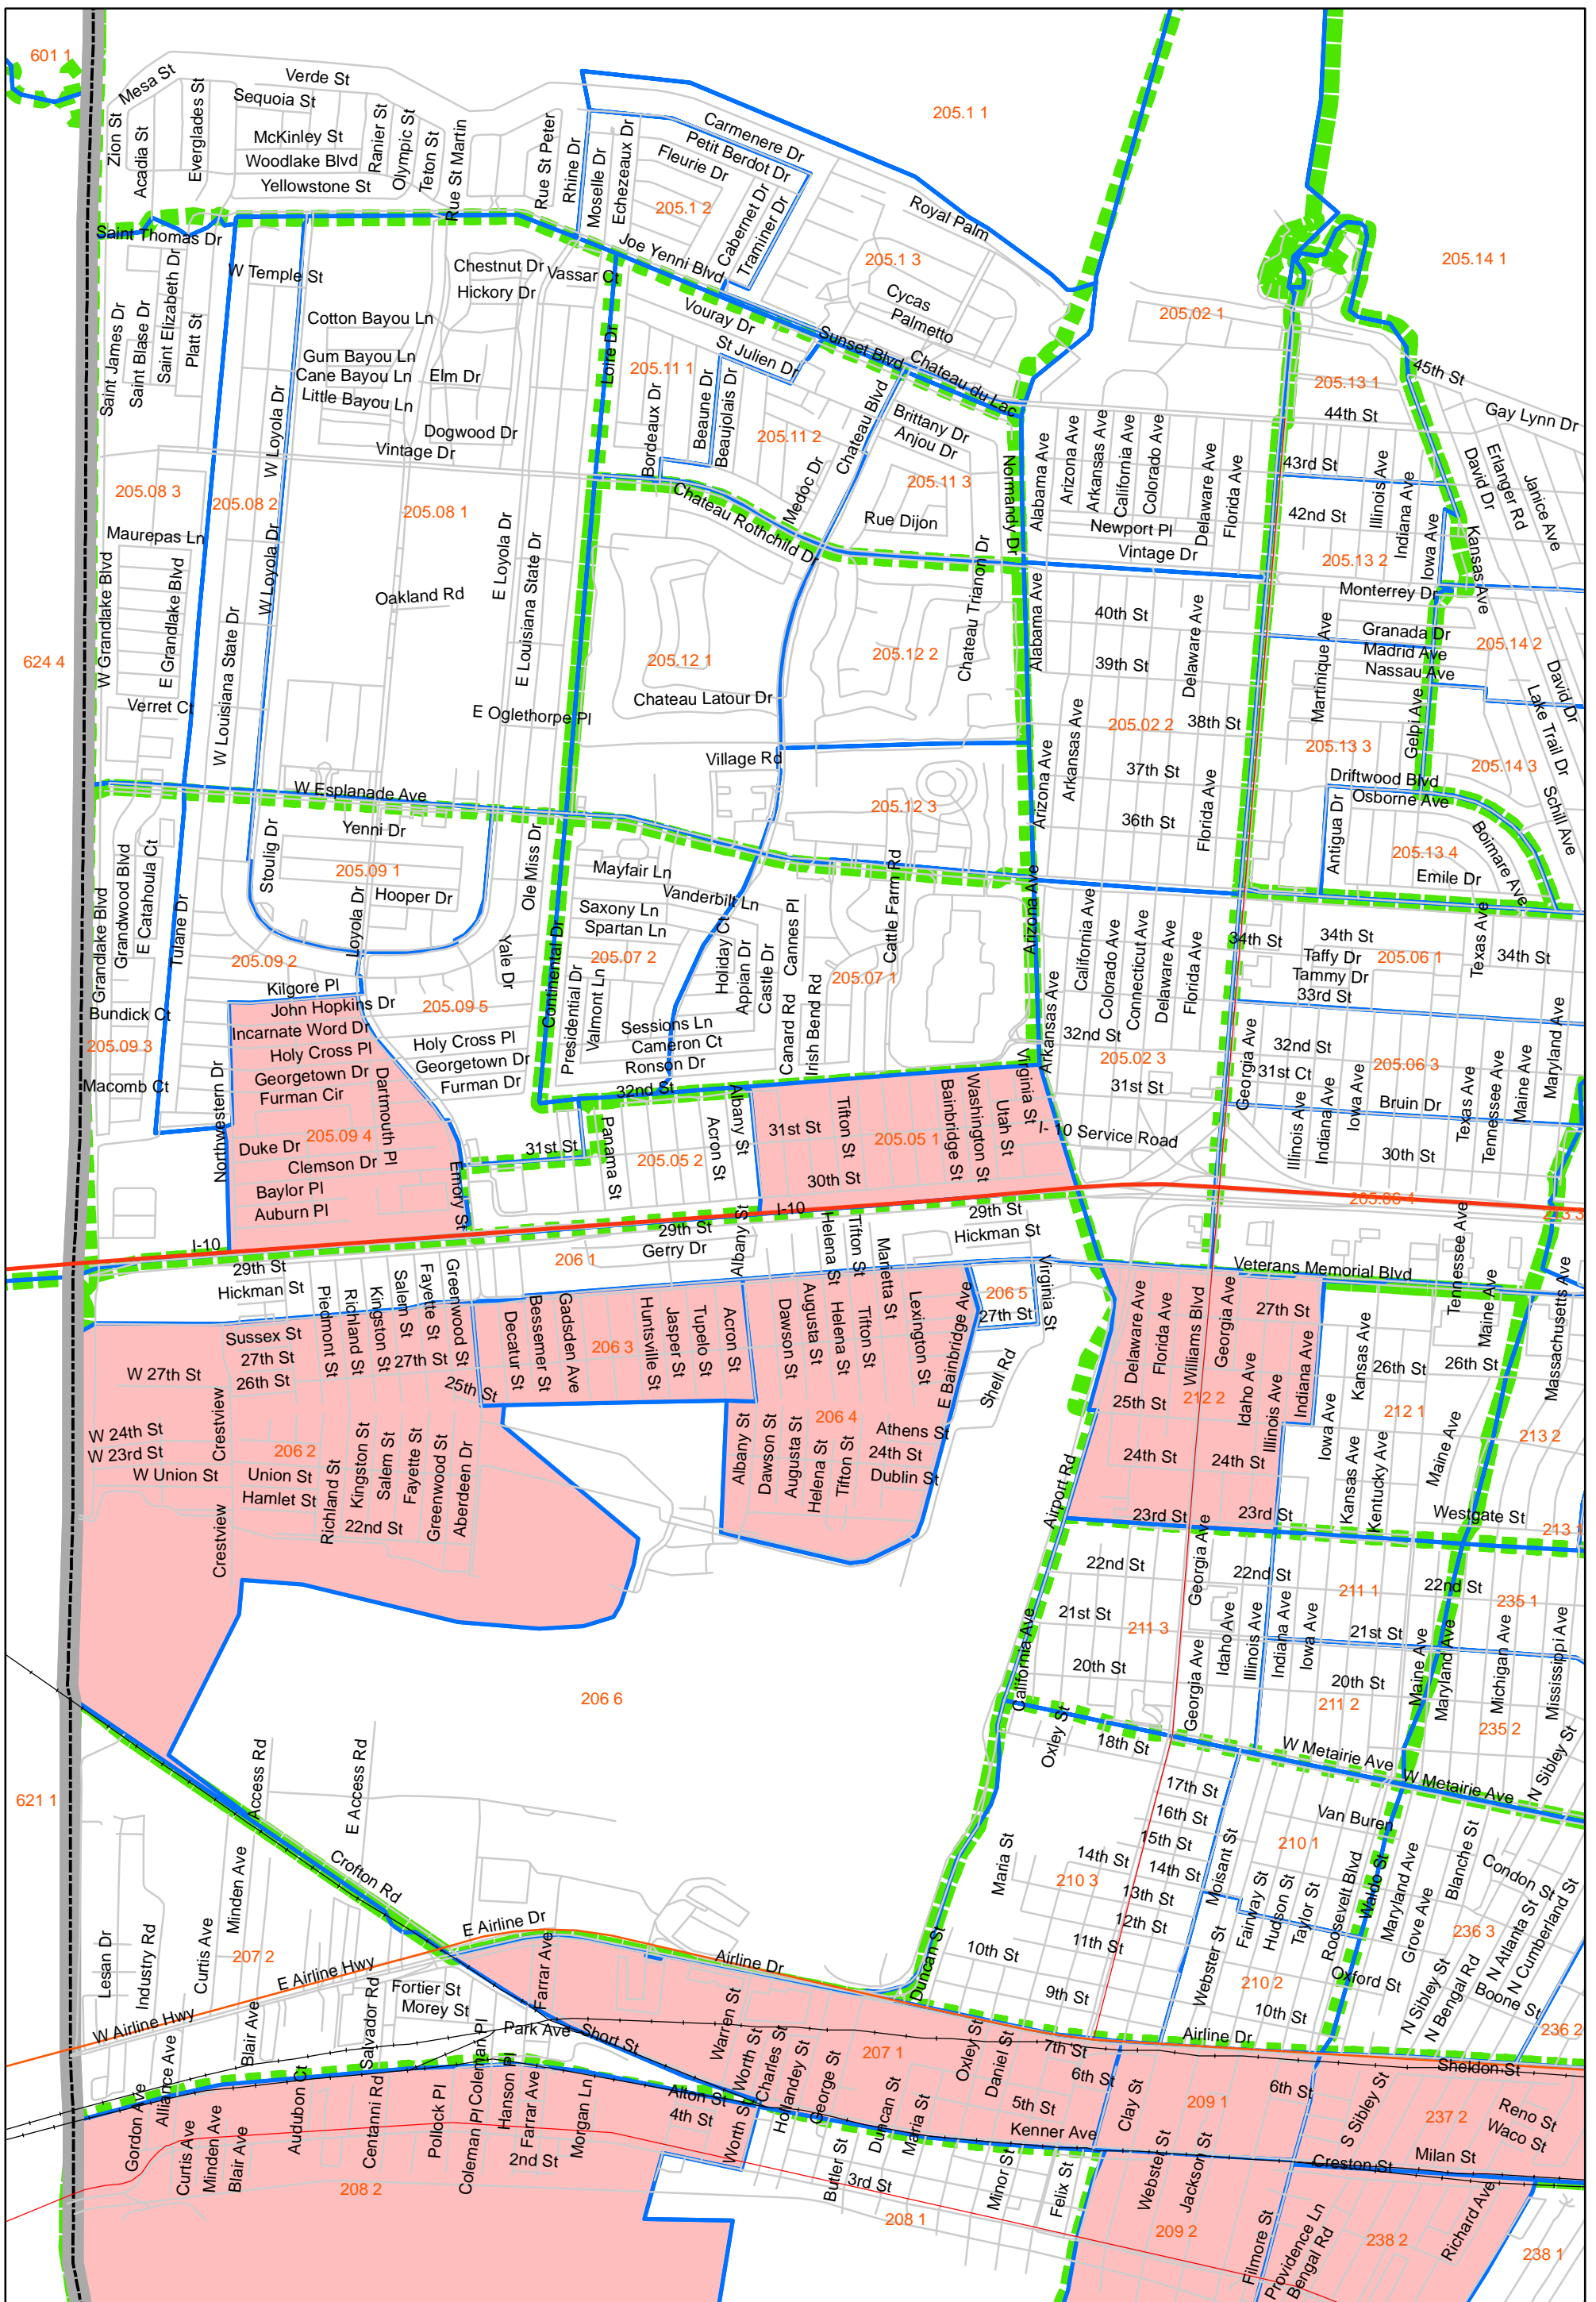 601 1
Mesa St
Verde St
Sequoia St
Zion St
Acadia St
Everglades St
McKinley St
Woodlake Blvd
Yellowstone St
Ranier St
Olympic St
Teton St
Rue St Martin
Rue St Peter
Rhine Dr
Moselle Dr
Echezeaux Dr
Carmenere Dr
Petit Berdot Dr
Fleurie Dr
Cabernet Dr
Traminer Dr
205.1 1
205.1 2
205.1 3
Royal Palm
Cycas
Palmetto
Joe Yenni Blvd
205.14 1
205.02 1
Saint Thomas Dr
W Temple St
Chestnut Dr
Vassar Ct
Hickory Dr
Saint James Dr
Saint Blase Dr
Saint Elizabeth Dr
Platt St
Cotton Bayou Ln
Gum Bayou Ln
Cane Bayou Ln
Elm Dr
Little Bayou Ln
Dogwood Dr
Vintage Dr
W Loyola Dr
Loire Dr
Vouray Dr
St Julien Dr
Sunset Blvd
Chateau du Lac
205.11 1
Bordeaux Dr
Beaune Dr
Beaujolais Dr
205.11 2
Medoc Dr
Chateau Blvd
Brittany Dr
Anjou Dr
205.11 3
Rue Dijon
Normandy Dr
Chateau Rothchild Dr
Alabama Ave
Arizona Ave
Arkansas Ave
California Ave
Colorado Ave
Delaware Ave
Florida Ave
Newport Pl
Vintage Dr
205.13 1
44th St
45th St
Gay Lynn Dr
43rd St
42nd St
Illinois Ave
Indiana Ave
Iowa Ave
Kansas Ave
David Dr
Erlanger Rd
Janice Ave
205.13 2
Monterrey Dr
205.08 3
205.08 2
205.08 1
Maurepas Ln
W Grandlake Blvd
E Grandlake Blvd
W Louisiana State Dr
W Loyola Dr
Oakland Rd
E Loyola Dr
E Louisiana State Dr
E Oglethorpe Pl
Verret Ct
624 4
205.12 1
205.12 2
Chateau Trianon Dr
Chateau Latour Dr
Village Rd
205.12 3
Alabama Ave
40th St
39th St
Delaware Ave
205.02 2
38th St
Arkansas Ave
Arizona Ave
37th St
36th St
Florida Ave
Granada Dr
Madrid Ave
Nassau Ave
Martinique Ave
Gelpi Ave
205.14 2
David Dr
Lake Trail Dr
205.13 3
205.14 3
Driftwood Blvd
Osborne Ave
Antigua Dr
Schill Ave
Boimare Ave
205.13 4
Emile Dr
W Esplanade Ave
Yenni Dr
Stoulig Dr
205.09 1
Hooper Dr
Loyola Dr
Ole Miss Dr
Yale Dr
Grandlake Blvd
Grandwood Blvd
E Catahoula Ct
Tulane Dr
205.09 2
Kilgore Pl
John Hopkins Dr
Incarnate Word Dr
Holy Cross Pl
Georgetown Dr
Furman Cir
Dartmouth Pl
205.09 4
Duke Dr
Clemson Dr
Baylor Pl
Auburn Pl
Northwestern Dr
Bundick Ct
205.09 3
Macomb Ct
205.09 5
Holy Cross Pl
Georgetown Dr
Furman Dr
Emory St
Mayfair Ln
Vanderbilt Ln
Saxony Ln
Spartan Ln
205.07 2
Continental Dr
Presidential Dr
Valmont Ln
Sessions Ln
Cameron Ct
Ronson Dr
32nd St
Holiday Ct
Appian Dr
Castle Dr
Cannes Pl
Canard Rd
Irish Bend Rd
205.07 1
Cattle Farm Rd
Arizona Ave
Arkansas Ave
California Ave
Colorado Ave
Connecticut Ave
Delaware Ave
Florida Ave
32nd St
205.02 3
31st St
I- 10 Service Road
34th St
34th St
Taffy Dr
Tammy Dr
33rd St
205.06 1
Texas Ave
34th St
Georgia Ave
32nd St
31st Ct
205.06 3
Bruin Dr
30th St
Illinois Ave
Indiana Ave
Iowa Ave
Texas Ave
Tennessee Ave
Maine Ave
Maryland Ave
205.06 4
31st St
Panama St
205.05 2
Acron St
Albany St
31st St
Tifton St
205.05 1
30th St
Bainbridge St
Washington St
Utah St
Virginia St
I-10
I-10
29th St
Hickman St
206 1
29th St
Gerry Dr
Albany St
Helena St
Tifton St
Marietta St
29th St
Hickman St
Virginia St
206 5
27th St
Veterans Memorial Blvd
Tennessee Ave
Maine Ave
Massachusetts Ave
Sussex St
27th St
26th St
W 27th St
Piedmont St
Richland St
Kingston St
Salem St
Fayette St
Greenwood St
27th St
25th St
Decatur St
Bessemer St
Gadsden Ave
206 3
Huntsville St
Jasper St
Tupelo St
Acron St
Dawson St
Augusta St
Helena St
Tifton St
Lexington St
E Bainbridge Ave
Shell Rd
206 4
Athens St
24th St
Dublin St
Albany St
Dawson St
Augusta St
Helena St
Tifton St
W 24th St
W 23rd St
W Union St
Crestview
206 2
Union St
Hamlet St
22nd St
Richland St
Kingston St
Salem St
Fayette St
Greenwood St
Aberdeen Dr
Crestview
Delaware Ave
Florida Ave
Williams Blvd
Georgia Ave
27th St
Idaho Ave
Illinois Ave
Indiana Ave
25th St
212 2
24th St
24th St
23rd St
23rd St
Airport Rd
Kansas Ave
26th St
26th St
212 1
Iowa Ave
Kansas Ave
Kentucky Ave
Maine Ave
Westgate St
213 2
22nd St
Georgia Ave
22nd St
211 1
22nd St
235 1
21st St
211 3
Idaho Ave
Illinois Ave
Indiana Ave
Iowa Ave
21st St
20th St
20th St
211 2
Georgia Ave
California Ave
Maine Ave
Maryland Ave
Michigan Ave
Mississippi Ave
235 2
N Sibley St
206 6
Oxley St
18th St
W Metairie Ave
W Metairie Ave
17th St
16th St
15th St
14th St
14th St
13th St
12th St
11th St
10th St
9th St
210 3
Maria St
Moisant St
Van Buren
210 1
Fairway St
Hudson St
Taylor St
Roosevelt Blvd
Waldo St
Maryland Ave
Grove Ave
Blanche St
Condon St
236 3
N Sibley St
N Bengal Rd
B N Atlanta St
N Cumberland St
Boone St
236 2
Oxford St
210 2
Webster St
10th St
621 1
Access Rd
E Access Rd
Crofton Rd
Lesan Dr
Industry Rd
Curtis Ave
Minden Ave
207 2
W Airline Hwy
E Airline Hwy
E Airline Dr
Airline Dr
Duncan St
Airline Dr
Blair Ave
Alliance Ave
Gordon Ave
Fortier St
Morey St
Salvador Rd
Park Ave
Short St
Farrar Ave
Warren St
Worth St
Charles St
Hollandey St
George St
207 1
Oxley St
Daniel St
7th St
6th St
5th St
Kenner Ave
Clay St
209 1
6th St
Sheldon St
S Sibley St
237 2
Reno St
Waco St
Milan St
Creston St
Curtis Ave
Minden Ave
Blair Ave
Audubon Ct
Centanni Rd
Pollock Pl
Coleman Pl
Coleman Pl
Hanson Pl
Farrar Ave
2nd St
Morgan Ln
Alton St
4th St
Worth St
208 2
Butler St
Duncan St
Maria St
3rd St
208 1
Minor St
Felix St
Webster St
Jackson St
209 2
Filmore St
Providence Ln
Bengal Rd
238 2
Richard Ave
238 1